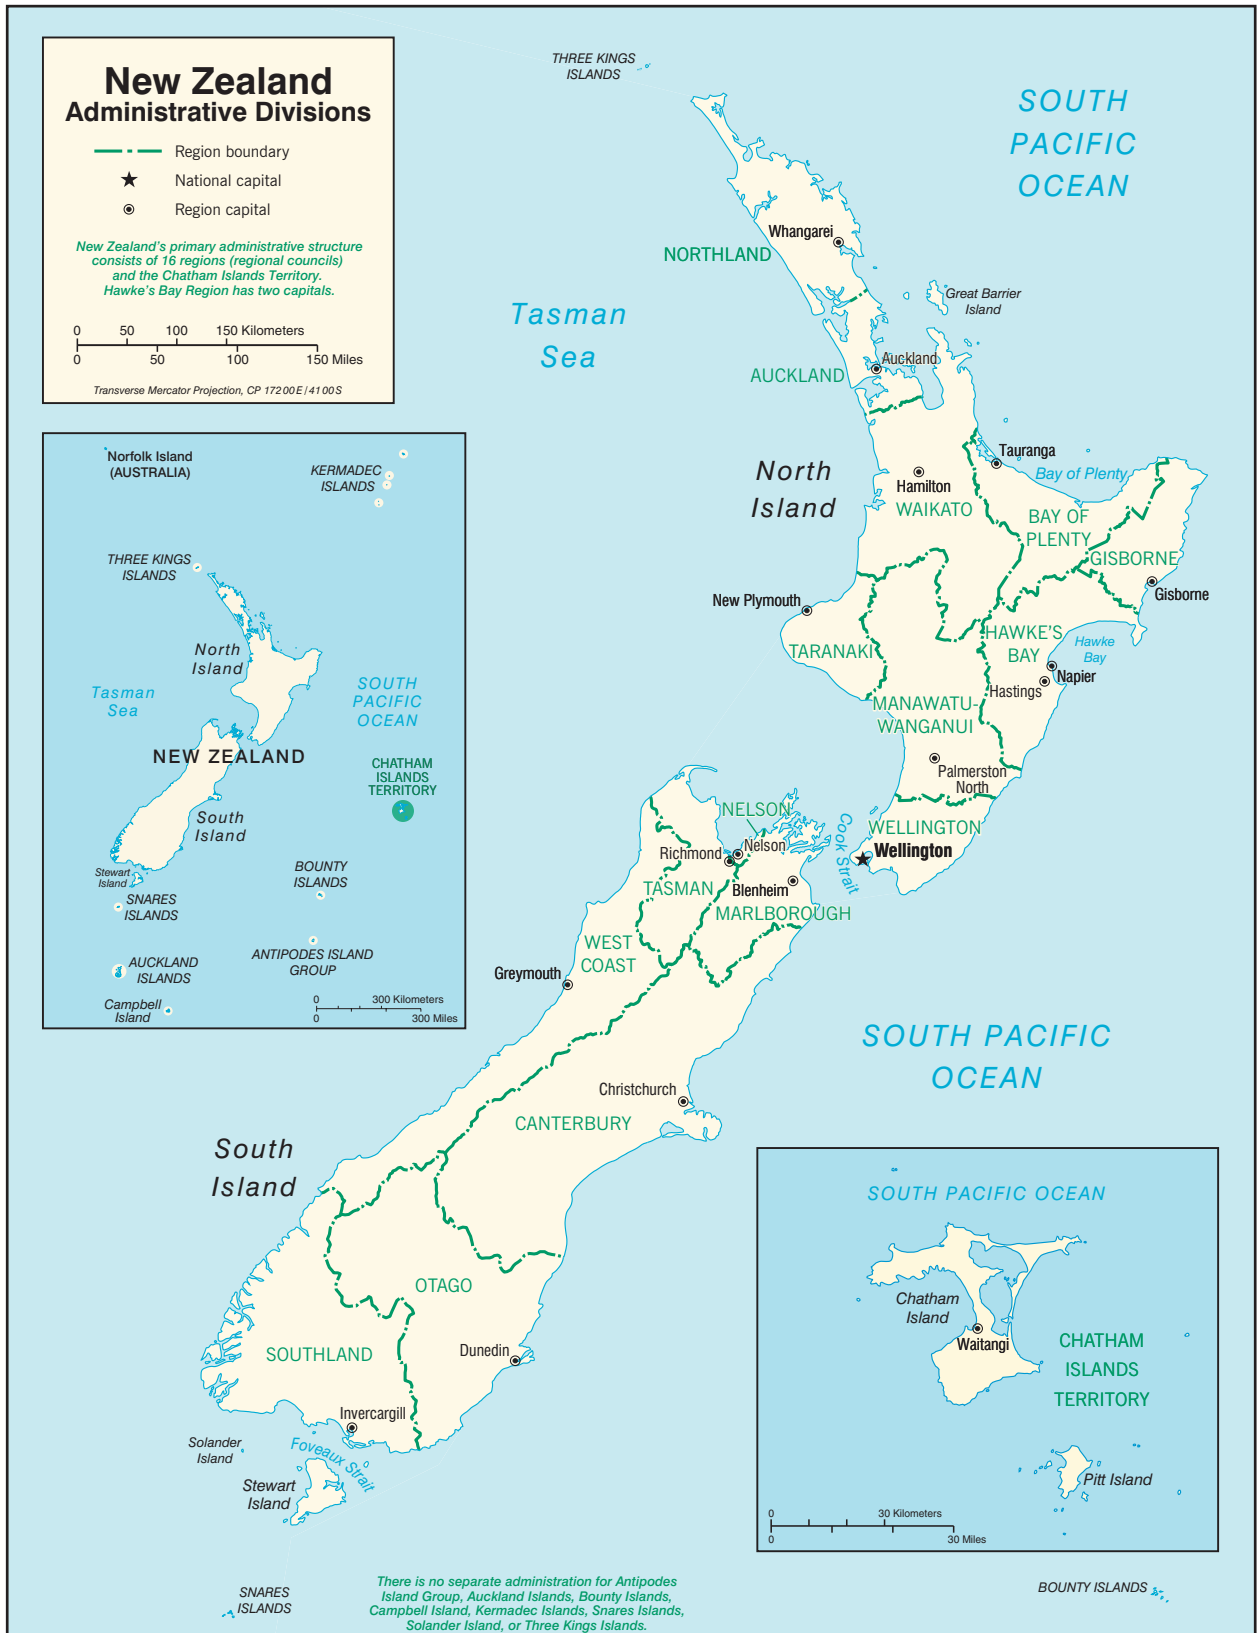 New Zealand
Administrative Divisions
Region boundary
National capital
Region capital
New Zealand's primary administrative structure
consists of 16 regions (regional councils)
and the Chatham Islands Territory.
Hawke's Bay Region has two capitals.
0 50 100 150 Kilometers
0 50 100 150 Miles
Transverse Mercator Projection, CP 172 00 E / 41 00 S
THREE KINGS
ISLANDS
SOUTH
PACIFIC
OCEAN
Whangarei
NORTHLAND
Great Barrier
Island
Tasman
Sea
Auckland
AUCKLAND
North
Island
Tauranga
Bay of Plenty
Hamilton
WAIKATO
BAY OF
PLENTY
GISBORNE
Gisborne
New Plymouth
TARANAKI
HAWKE'S
BAY
Hawke
Bay
Napier
Hastings
MANAWATU-
WANGANUI
Palmerston
North
WELLINGTON
Wellington
Cook Strait
NELSON
Nelson
Richmond
TASMAN
Blenheim
MARLBOROUGH
WEST
COAST
Greymouth
SOUTH PACIFIC
OCEAN
Christchurch
CANTERBURY
South
Island
OTAGO
SOUTHLAND
Dunedin
Invercargill
Solander
Island
Foveaux Strait
Stewart
Island
SNARES
ISLANDS
There is no separate administration for Antipodes
Island Group, Auckland Islands, Bounty Islands,
Campbell Island, Kermadec Islands, Snares Islands,
Solander Island, or Three Kings Islands.
BOUNTY ISLANDS
Norfolk Island
(AUSTRALIA)
KERMADEC
ISLANDS
THREE KINGS
ISLANDS
North
Island
Tasman
Sea
SOUTH
PACIFIC
OCEAN
NEW ZEALAND
CHATHAM
ISLANDS
TERRITORY
South
Island
Stewart
Island
SNARES
ISLANDS
BOUNTY
ISLANDS
AUCKLAND
ISLANDS
ANTIPODES ISLAND
GROUP
Campbell
Island
0 300 Kilometers
0 300 Miles
SOUTH PACIFIC OCEAN
Chatham
Island
Waitangi
CHATHAM
ISLANDS
TERRITORY
Pitt Island
0 30 Kilometers
0 30 Miles